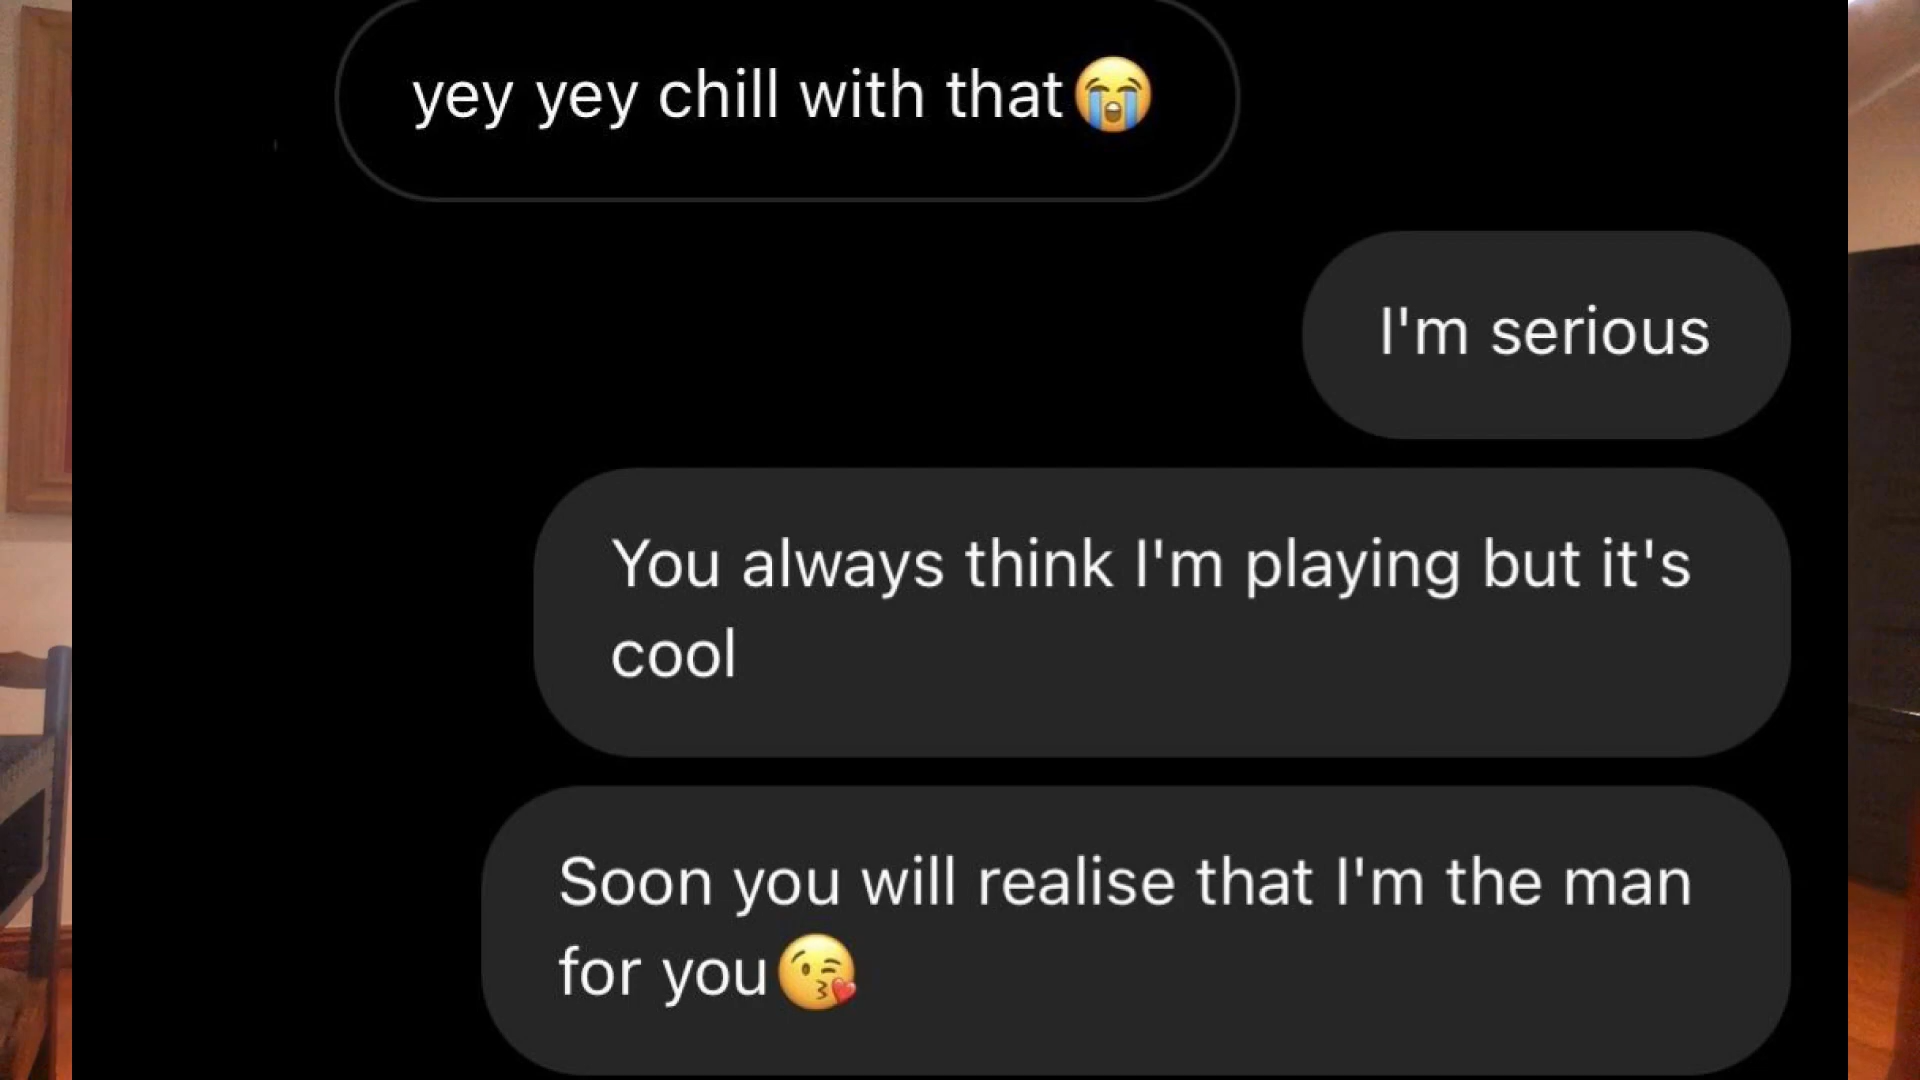 yey yey chill with that😭
I'm serious
You always think I'm playing but it's
cool
Soon you will realise that I'm the man
for you😘